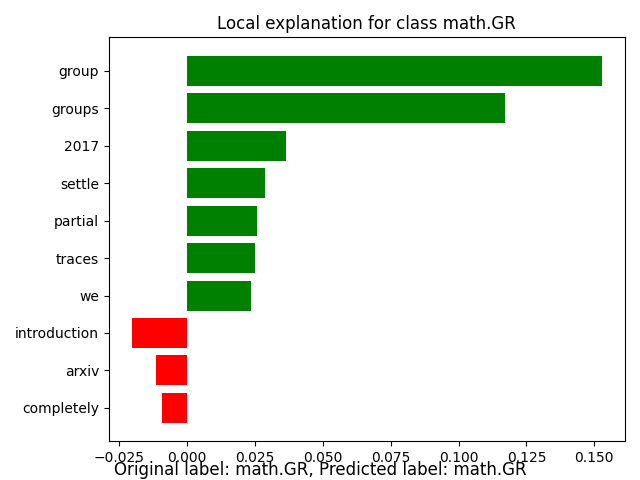 Local explanation for class math.GR
group
groups
2017
settle
partial
traces
we
introduction
arxiv
completely
−0.025 0.000 0.025 0.050 0.075 0.100 0.125 0.150
Original label: math.GR, Predicted label: math.GR